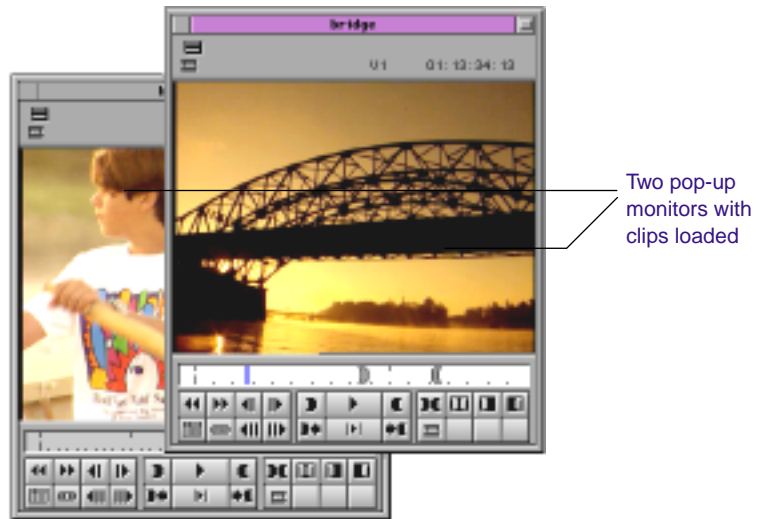 bridge
V1 01:13:34:13
Two pop-up
monitors with
clips loaded